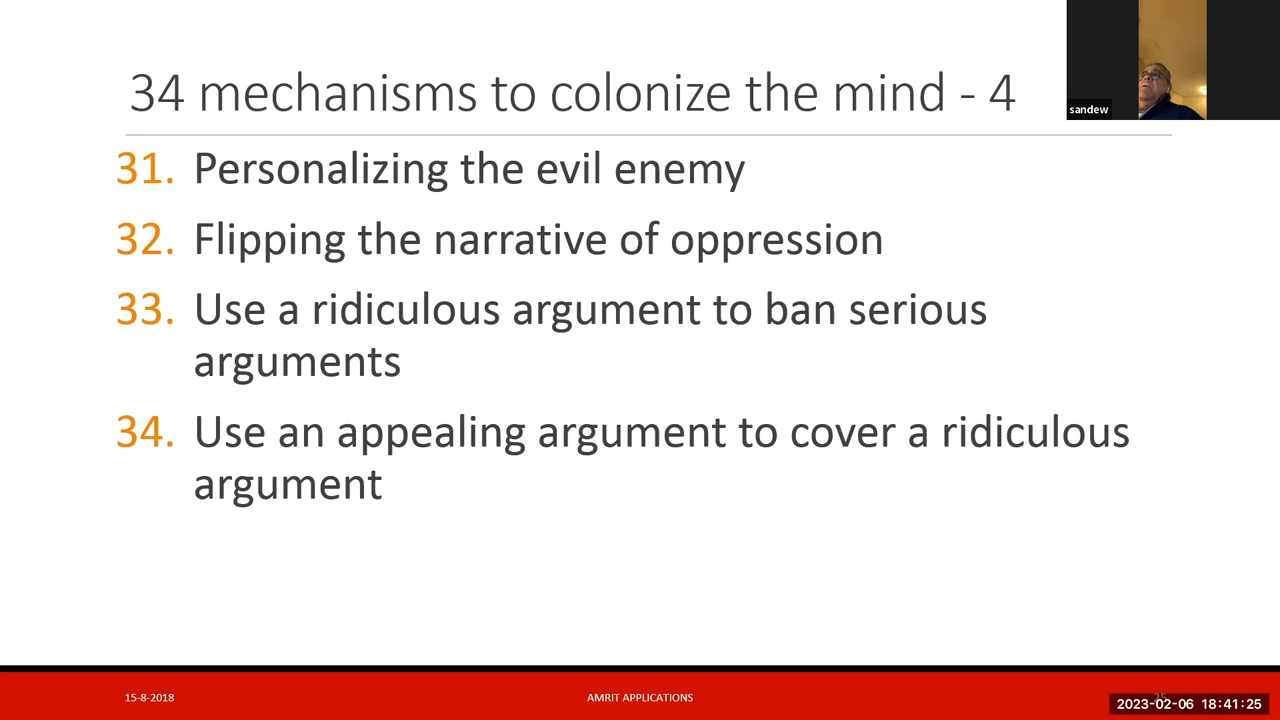 34 mechanisms to colonize the mind - 4
sandew
31. Personalizing the evil enemy
32. Flipping the narrative of oppression
33. Use a ridiculous argument to ban serious
arguments
34. Use an appealing argument to cover a ridiculous
argument
15-8-2018
AMRIT APPLICATIONS
2023-02-06 18:41:25